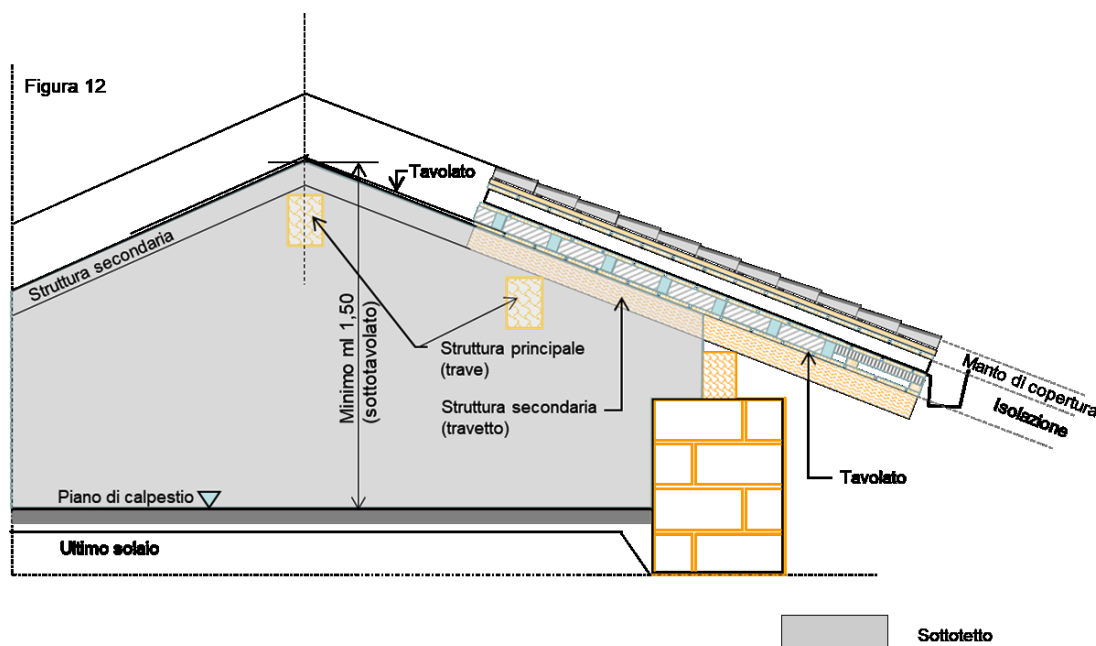 Figura 12
Tavolato
Struttura secondaria
Minimo ml 1,50
(sottotavolato)
Struttura principale
(trave)
Struttura secondaria
(travetto)
Manto di copertura
Isolazione
Tavolato
Piano di calpestio
Ultimo solaio
Sottotetto